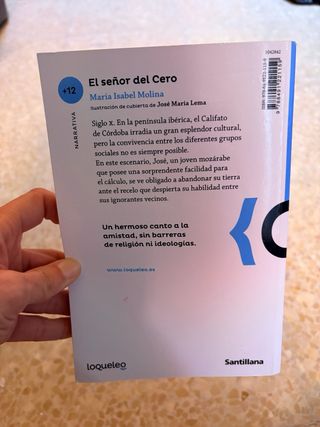 +12
NARRATIVA
El señor del Cero
María Isabel Molina
Ilustración de cubierta de José María Lema
Siglo X. En la península ibérica, el Califato
de Córdoba irradia un gran esplendor cultural,
pero la convivencia entre los diferentes grupos
sociales no es siempre posible.
En este escenario, José, un joven mozárabe
que posee una sorprendente facilidad para
el cálculo, se ve obligado a abandonar su tierra
ante el recelo que despierta su habilidad entre
sus ignorantes vecinos.
Un hermoso canto a la
amistad, sin barreras
de religión ni ideologías.
www.loqueleo.es
loqueleo
Santillana